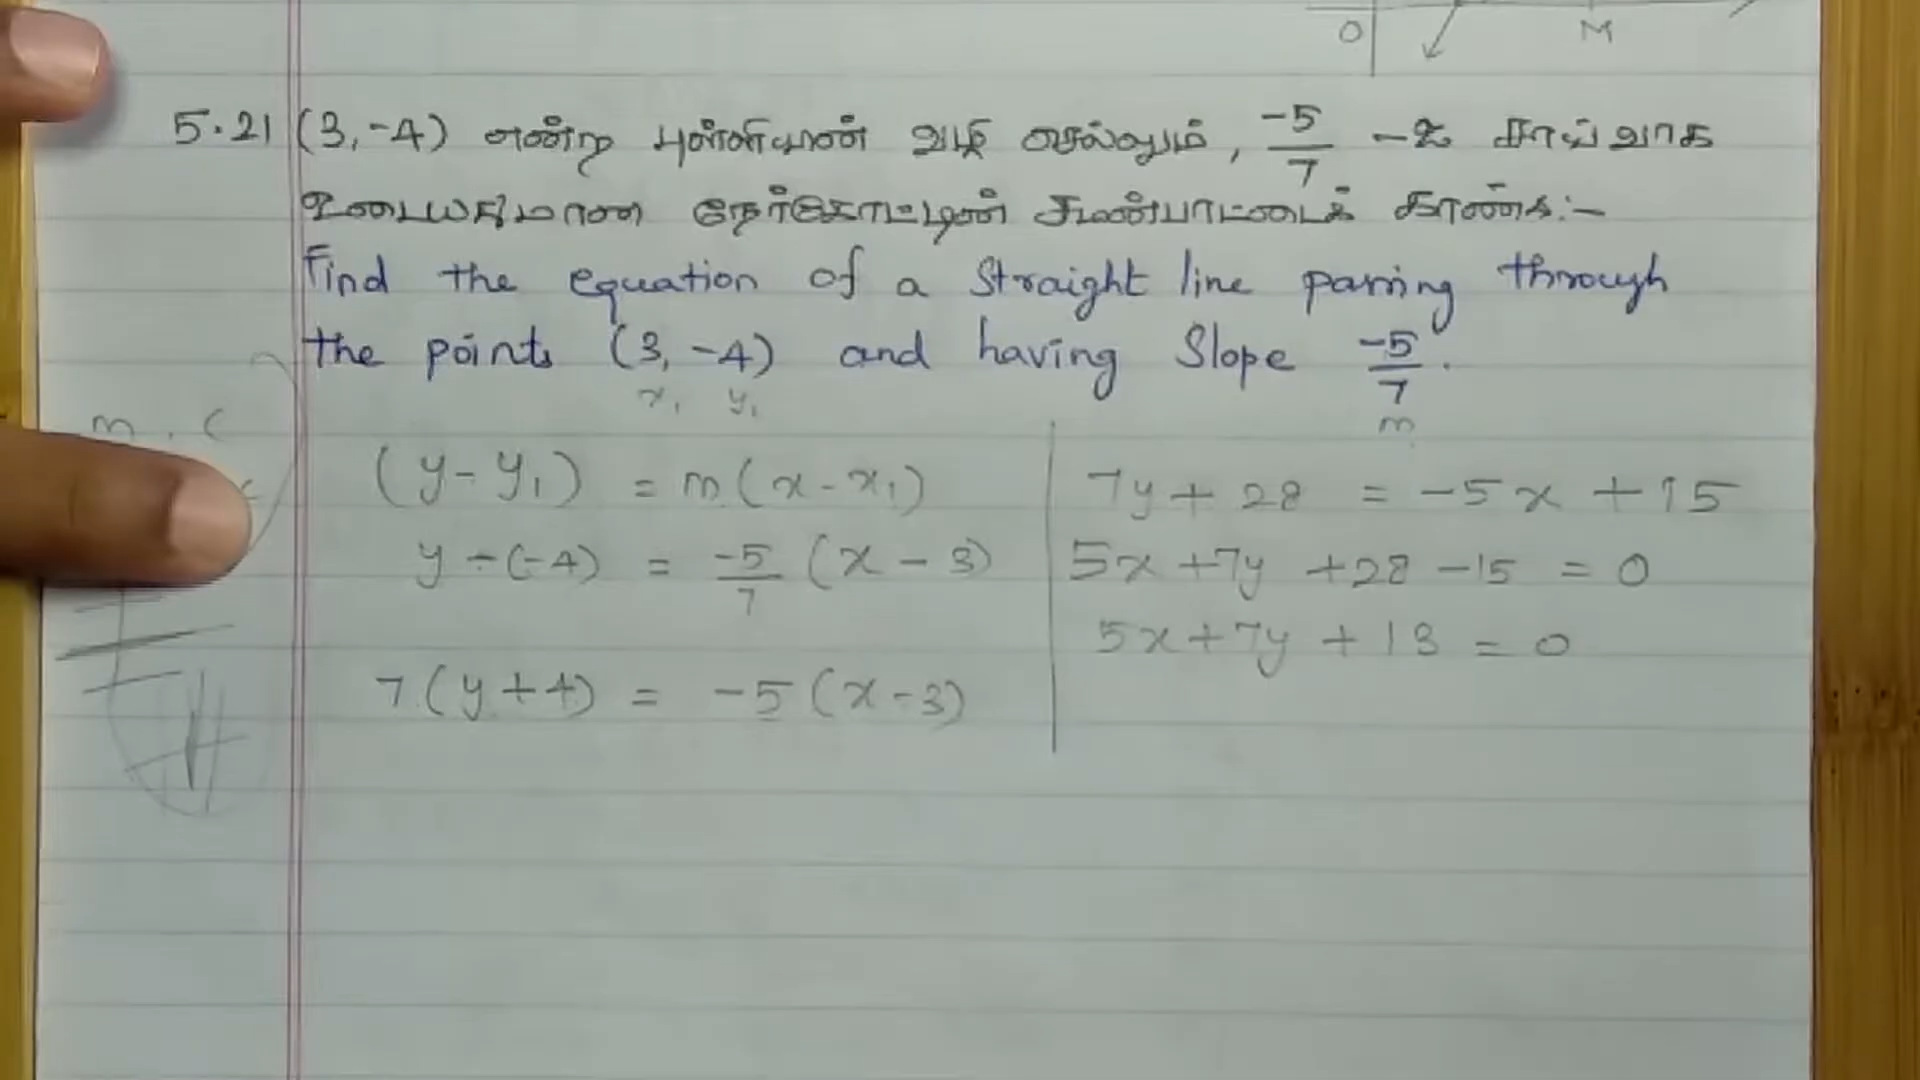 O M
5.21 (3,-4) என்ற புள்ளியின் வழி செல்லும், -5/7 -ஐ சாய்வாக
உடையதுமான நேர்கோட்டின் சமன்பாட்டைக் காண்க:-
Find the equation of a Straight line passing through
the points (3, -4) and having Slope -5/7.
x₁ y₁ m
m, c
(y - y₁) = m(x - x₁)
y - (-4) = -5/7 (x - 3)
7(y + 4) = -5(x - 3)
7y + 28 = -5x + 15
5x + 7y + 28 - 15 = 0
5x + 7y + 13 = 0